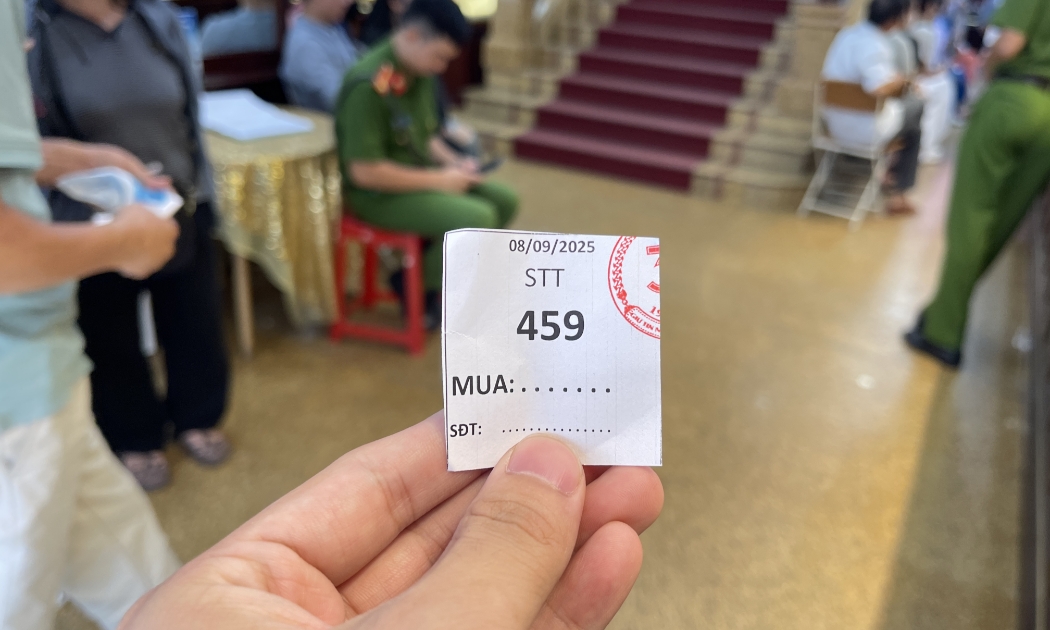 08/09/2025
STT
459
MUA:.......
SĐT: ...............